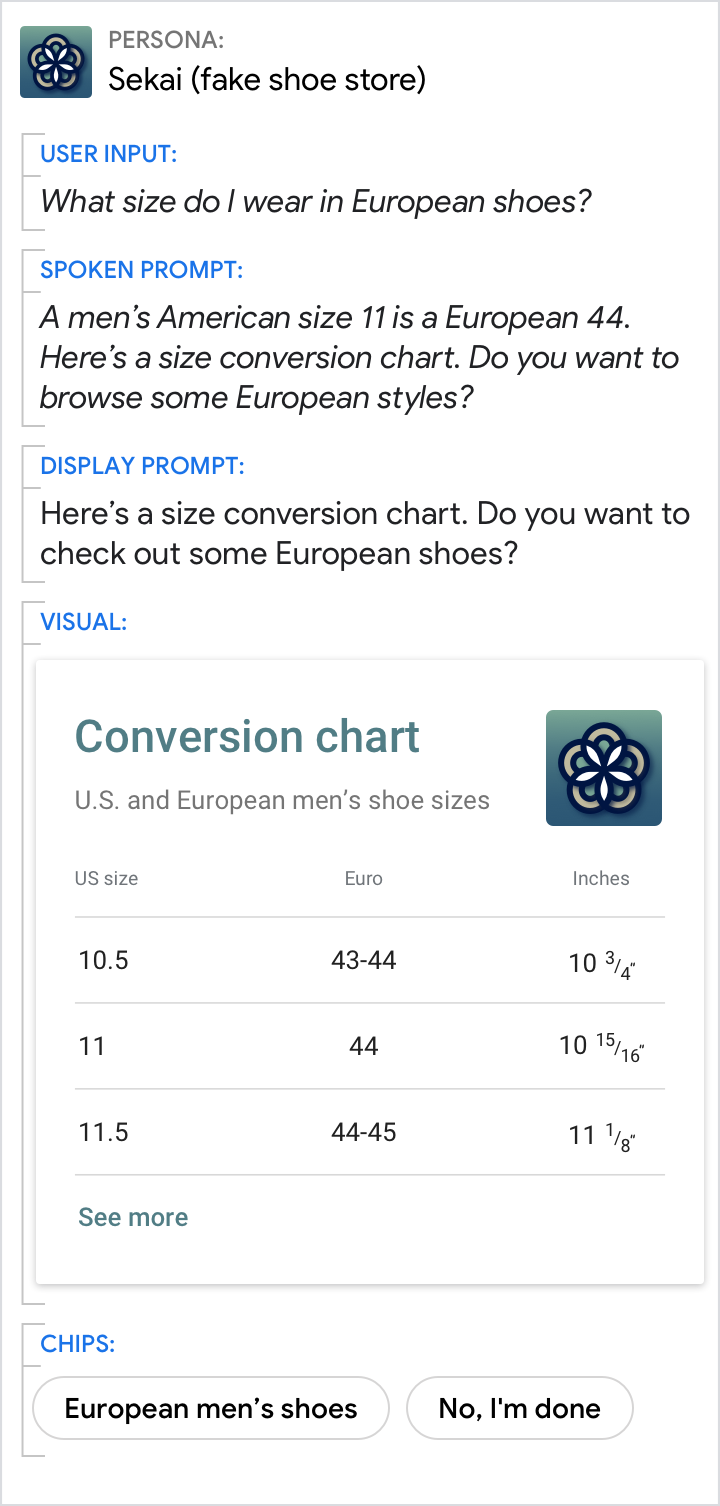 PERSONA:
Sekai (fake shoe store)
USER INPUT:
What size do I wear in European shoes?
SPOKEN PROMPT:
A men’s American size 11 is a European 44.
Here’s a size conversion chart. Do you want to
browse some European styles?
DISPLAY PROMPT:
Here’s a size conversion chart. Do you want to
check out some European shoes?
VISUAL:
Conversion chart
U.S. and European men’s shoe sizes
US size Euro Inches
10.5 43-44 10 3/4″
11 44 10 15/16″
11.5 44-45 11 1/8″
See more
CHIPS:
European men’s shoes No, I'm done